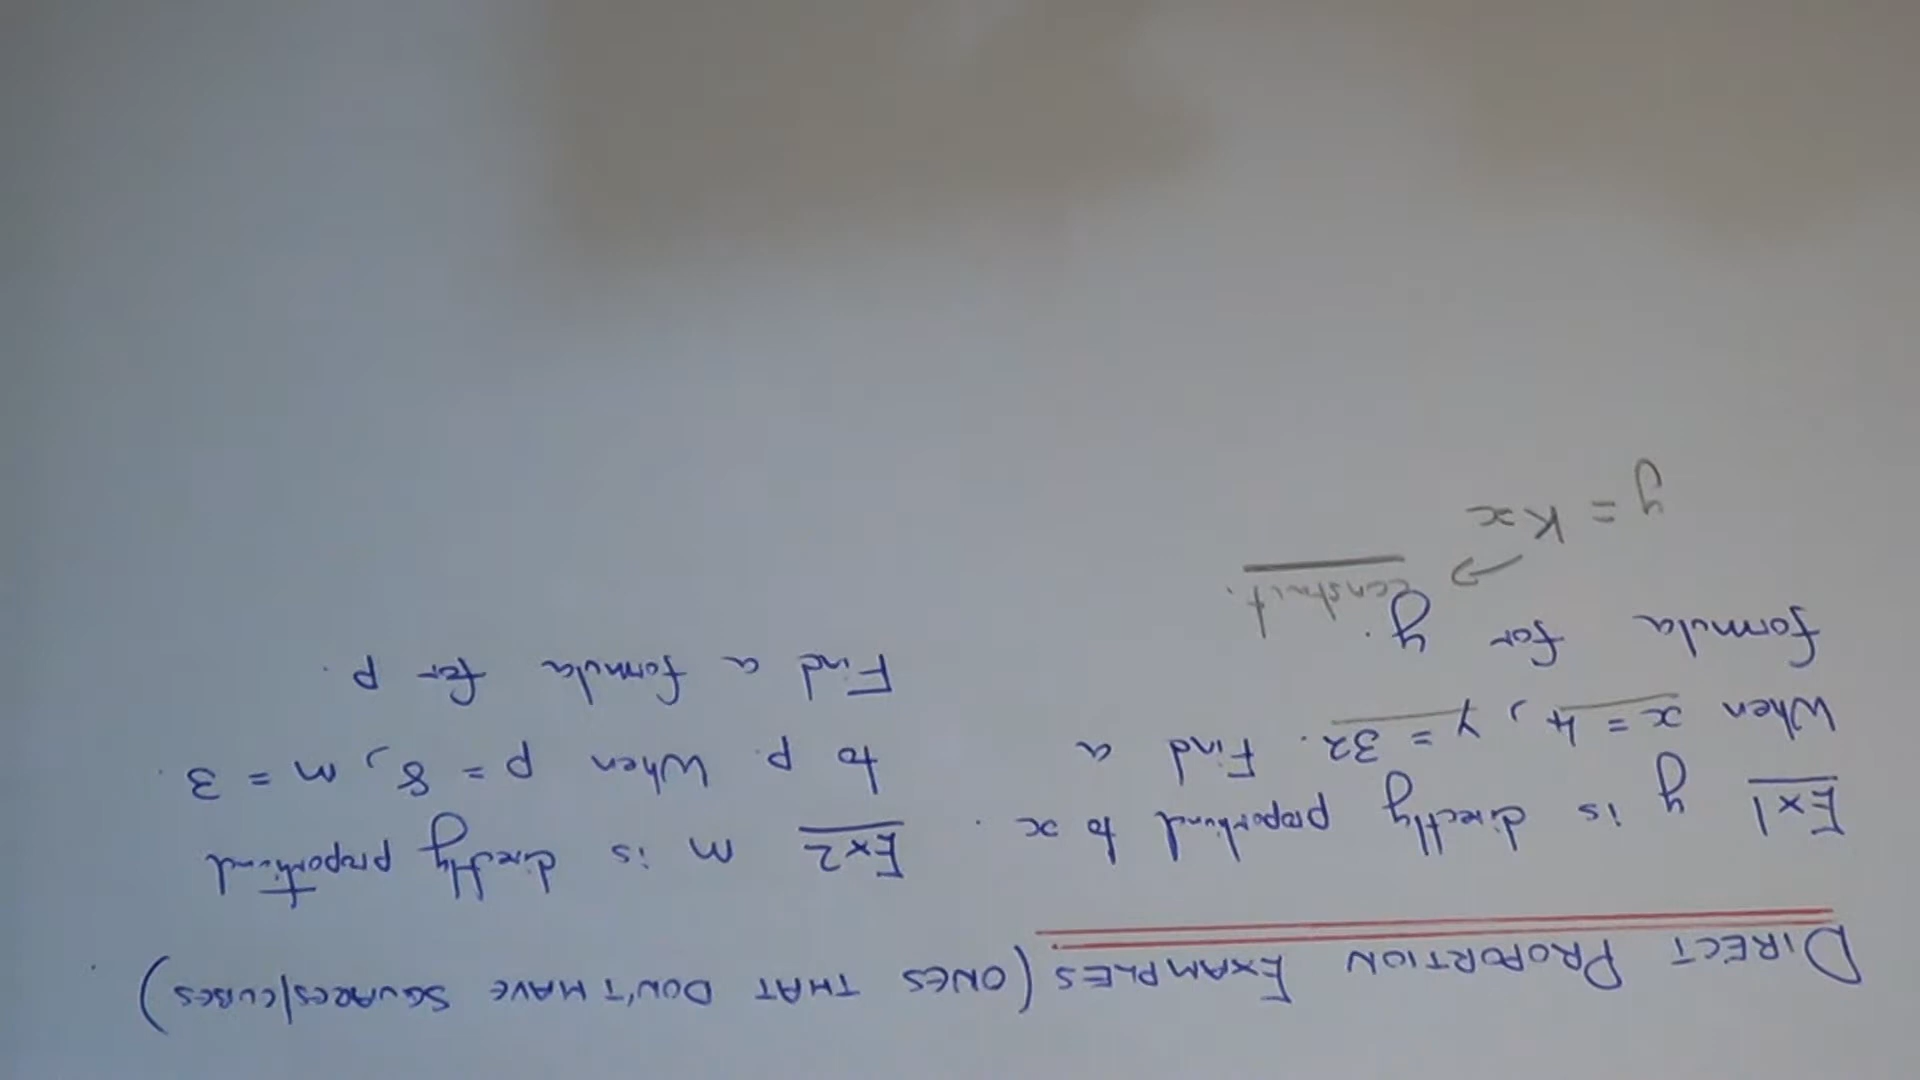 DIRECT PROPORTION EXAMPLES (ONES THAT DON'T HAVE SQUARES/CUBES)
Ex1 y is directly proportional to x.
When x = 4, y = 32. Find a
formula for y.
constant.
y = Kx
Ex2 m is directly proportional
to p. When p = 8, m = 3.
Find a formula for p.